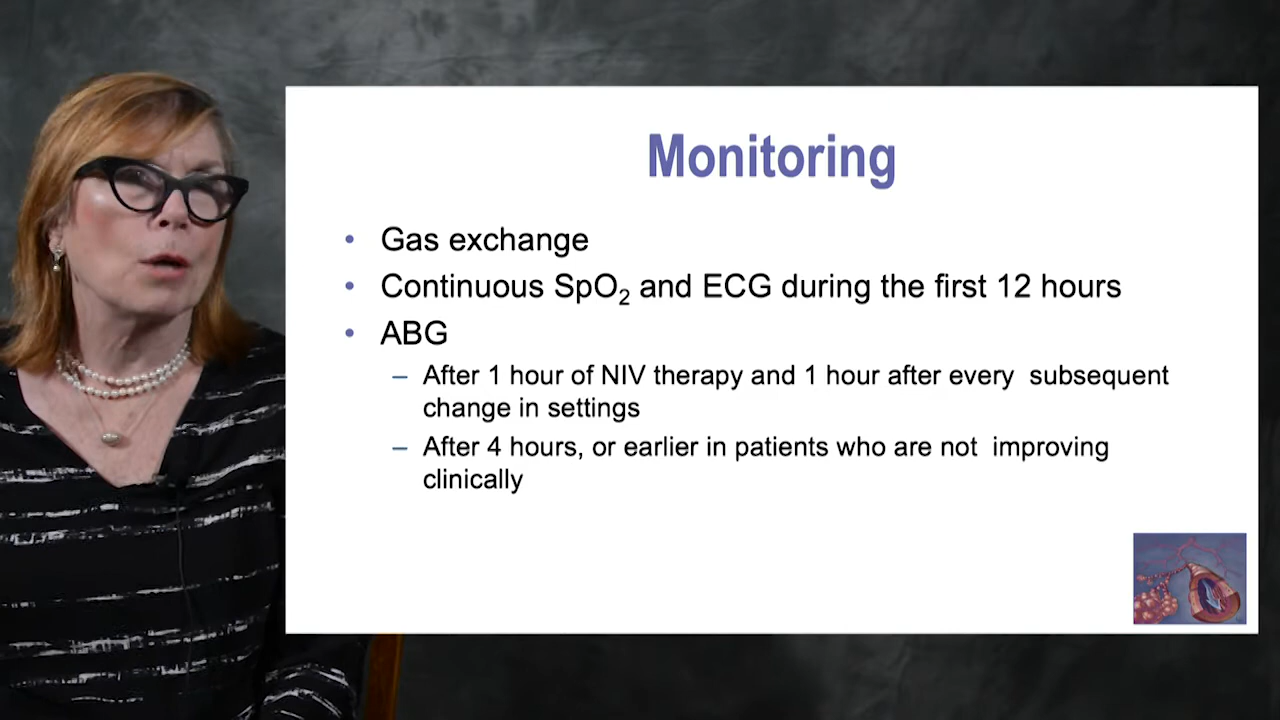 Monitoring
• Gas exchange
• Continuous SpO₂ and ECG during the first 12 hours
• ABG
– After 1 hour of NIV therapy and 1 hour after every subsequent
change in settings
– After 4 hours, or earlier in patients who are not improving
clinically